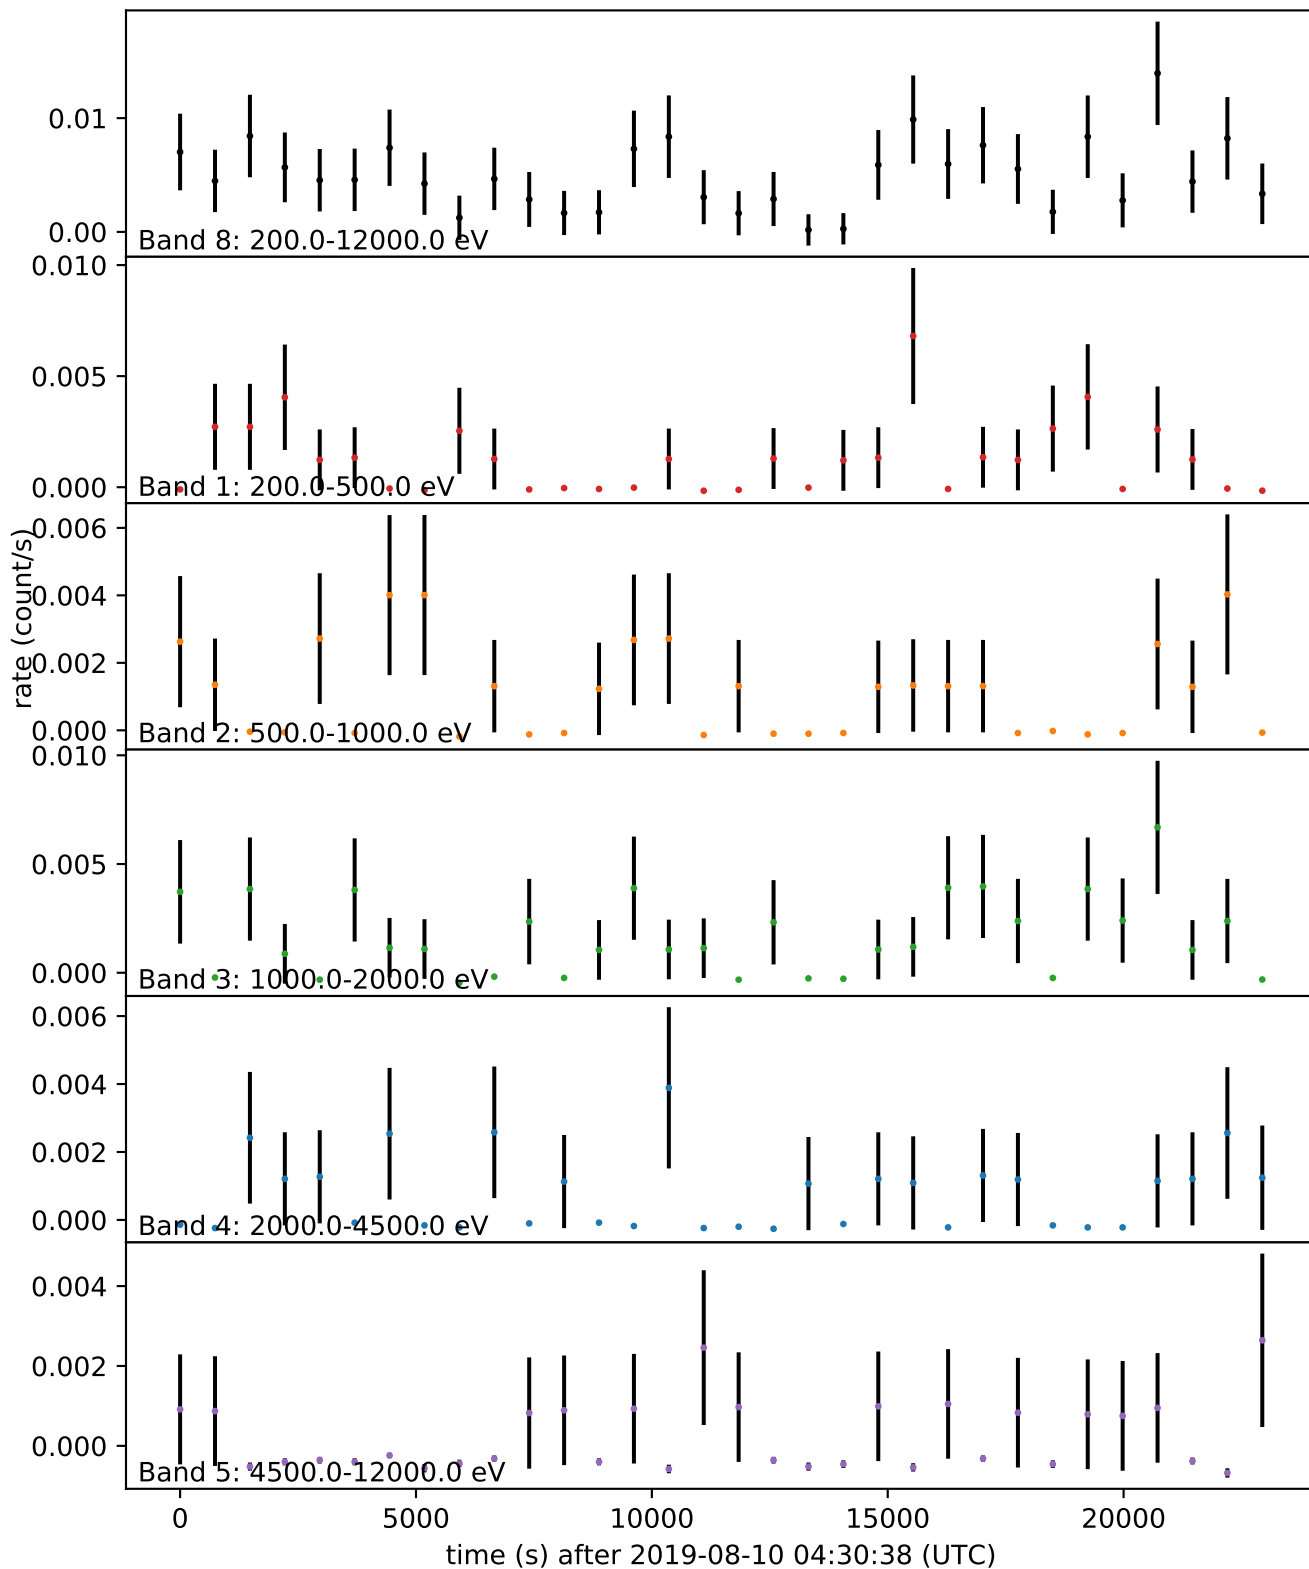 0.01
0.00
Band 8: 200.0-12000.0 eV
0.010
0.005
0.000
Band 1: 200.0-500.0 eV
0.006
0.004
0.002
0.000
Band 2: 500.0-1000.0 eV
rate (count/s)
0.010
0.005
0.000
Band 3: 1000.0-2000.0 eV
0.006
0.004
0.002
0.000
Band 4: 2000.0-4500.0 eV
0.004
0.002
0.000
Band 5: 4500.0-12000.0 eV
0 5000 10000 15000 20000
time (s) after 2019-08-10 04:30:38 (UTC)